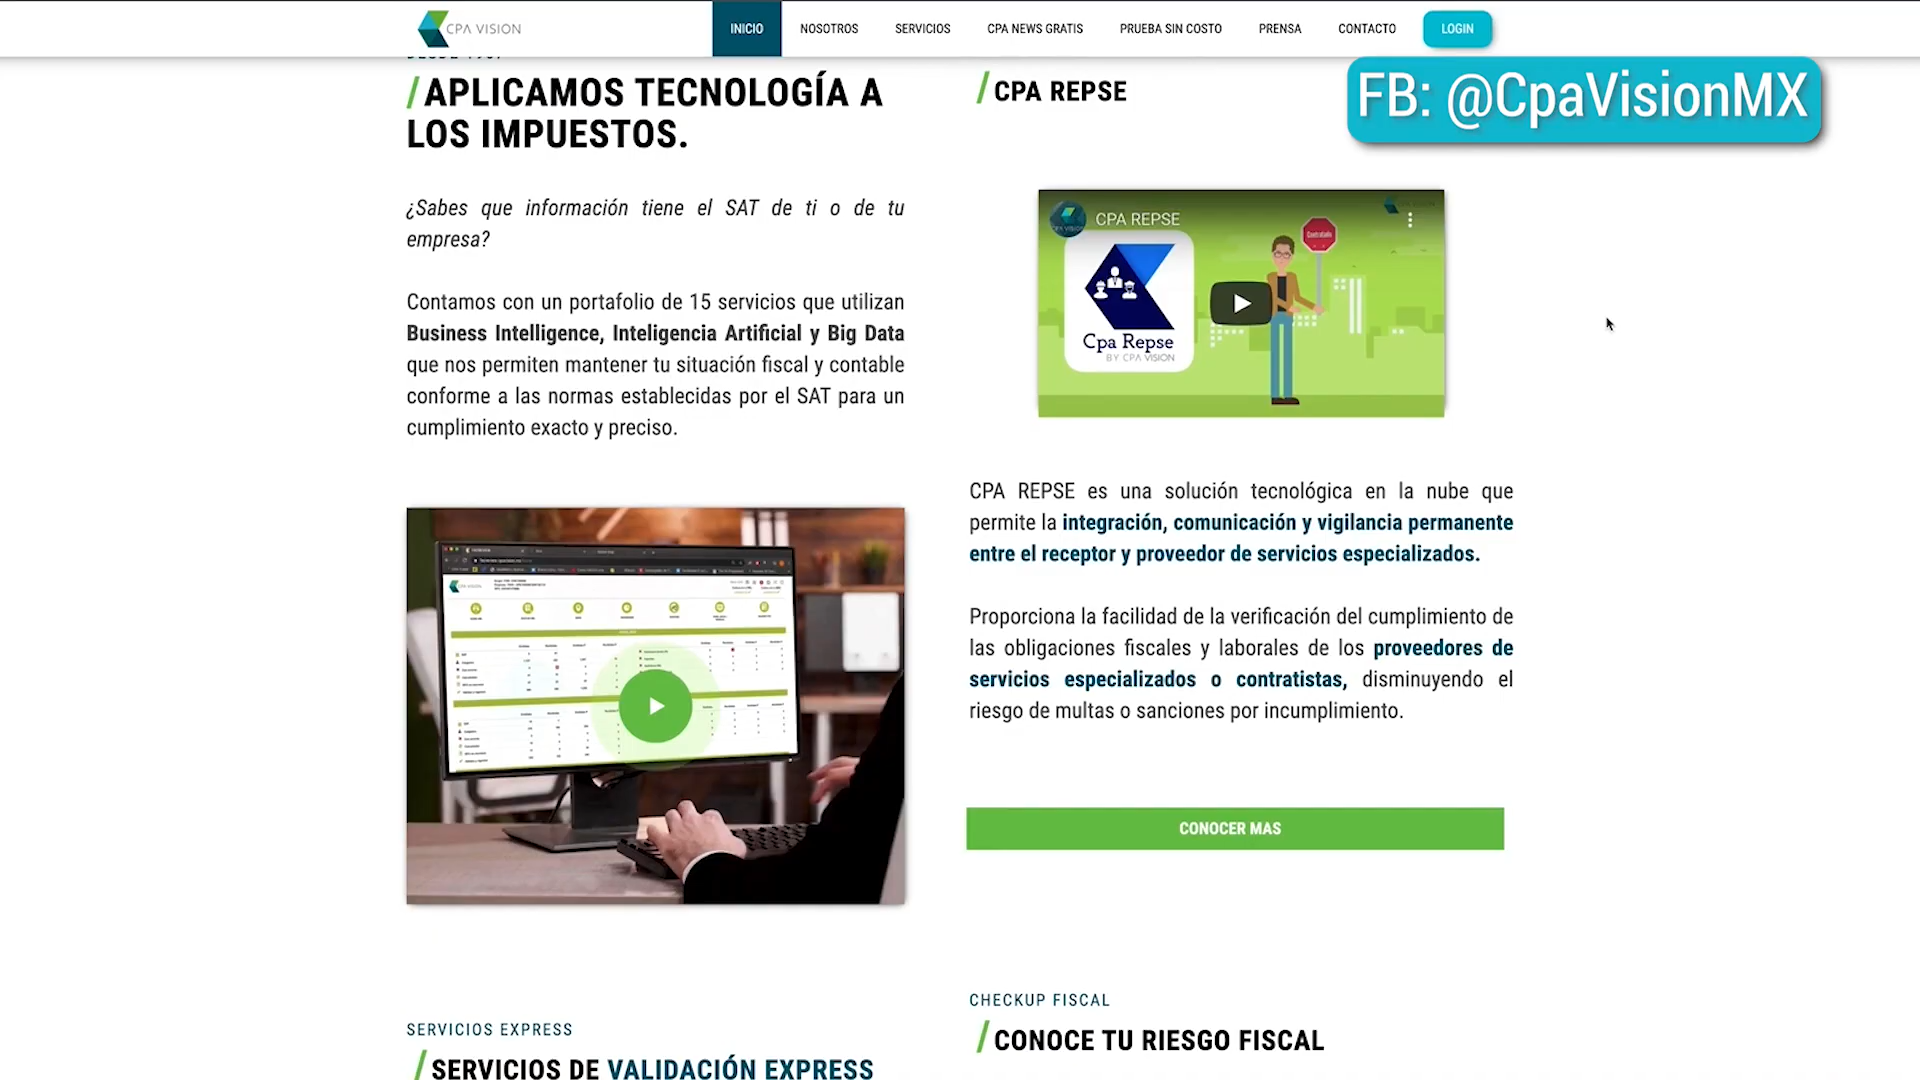 CPA VISION
INICIO
NOSOTROS
SERVICIOS
CPA NEWS GRATIS
PRUEBA SIN COSTO
PRENSA
CONTACTO
LOGIN
FB: @CpaVisionMX
/APLICAMOS TECNOLOGÍA A
LOS IMPUESTOS.
¿Sabes que información tiene el SAT de ti o de tu
empresa?
Contamos con un portafolio de 15 servicios que utilizan
Business Intelligence, Inteligencia Artificial y Big Data
que nos permiten mantener tu situación fiscal y contable
conforme a las normas establecidas por el SAT para un
cumplimiento exacto y preciso.
/CPA REPSE
CPA REPSE
Contratado
Cpa Repse
BY CPA VISION
CPA REPSE es una solución tecnológica en la nube que
permite la integración, comunicación y vigilancia permanente
entre el receptor y proveedor de servicios especializados.
Proporciona la facilidad de la verificación del cumplimiento de
las obligaciones fiscales y laborales de los proveedores de
servicios especializados o contratistas, disminuyendo el
riesgo de multas o sanciones por incumplimiento.
CONOCER MAS
SERVICIOS EXPRESS
/SERVICIOS DE VALIDACIÓN EXPRESS
CHECKUP FISCAL
/CONOCE TU RIESGO FISCAL